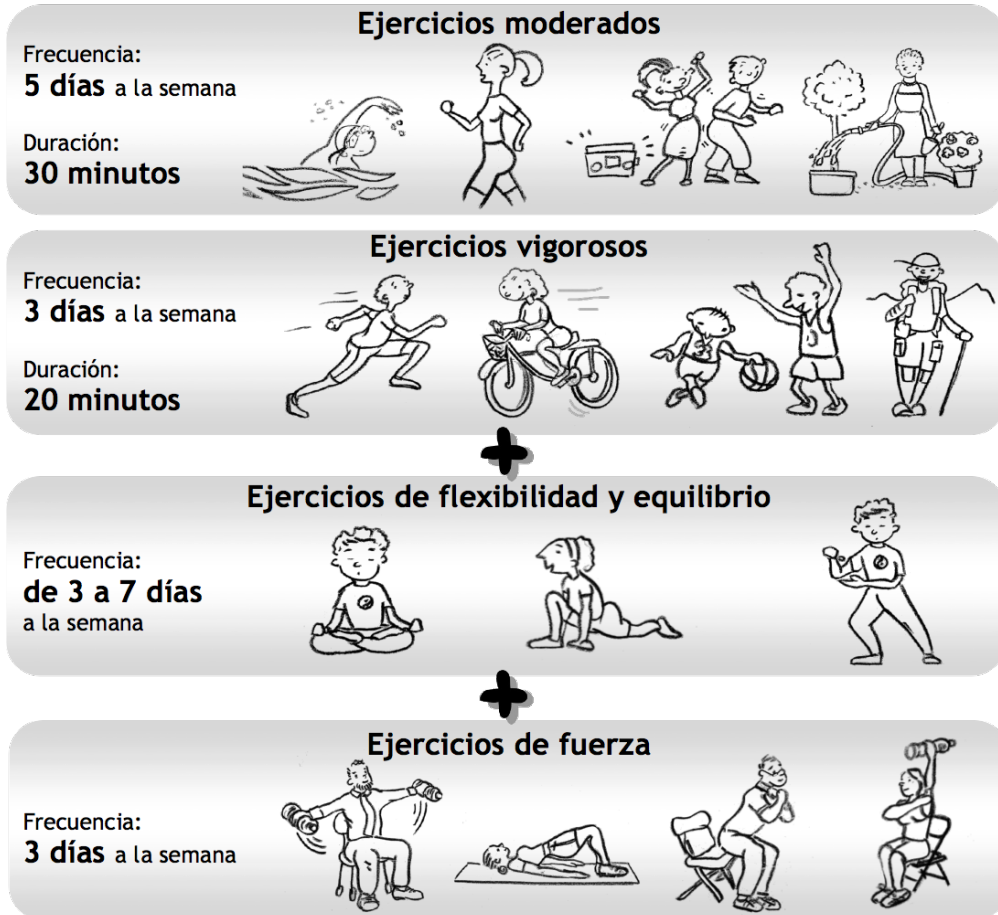 Ejercicios moderados
Frecuencia:
5 días a la semana
Duración:
30 minutos
Ejercicios vigorosos
Frecuencia:
3 días a la semana
Duración:
20 minutos
+
Ejercicios de flexibilidad y equilibrio
Frecuencia:
de 3 a 7 días
a la semana
+
Ejercicios de fuerza
Frecuencia:
3 días a la semana